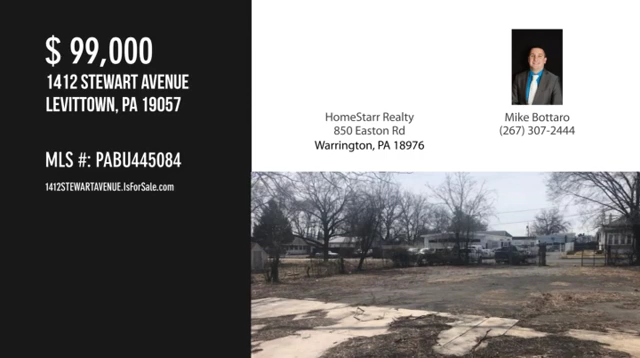 $ 99,000
1412 STEWART AVENUE
LEVITTOWN, PA 19057
MLS #: PABU445084
1412STEWARTAVENUE.IsForSale.com
HomeStarr Realty
850 Easton Rd
Warrington, PA 18976
Mike Bottaro
(267) 307-2444